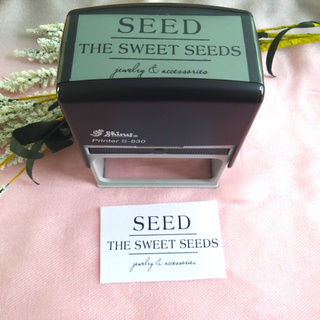 SEED
THE SWEET SEEDS
jewelry & accessories
Shiny
Printer S-830
SEED
THE SWEET SEEDS
jewelry & accessories